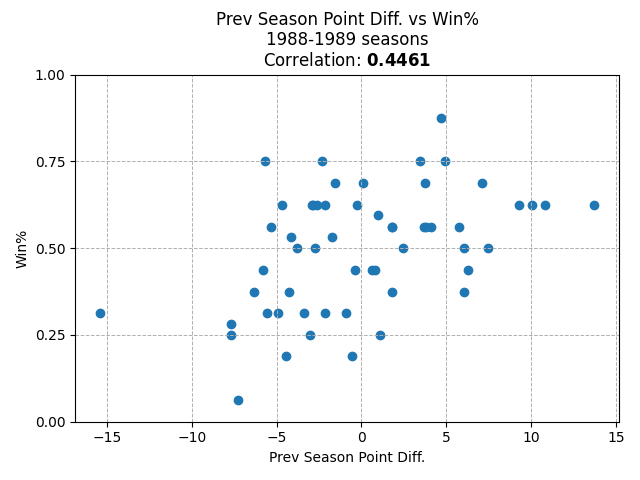 Prev Season Point Diff. vs Win%
1988-1989 seasons
Correlation: 0.4461
1.00
0.75
0.50
0.25
0.00
Win%
−15
−10
−5
0
5
10
15
Prev Season Point Diff.